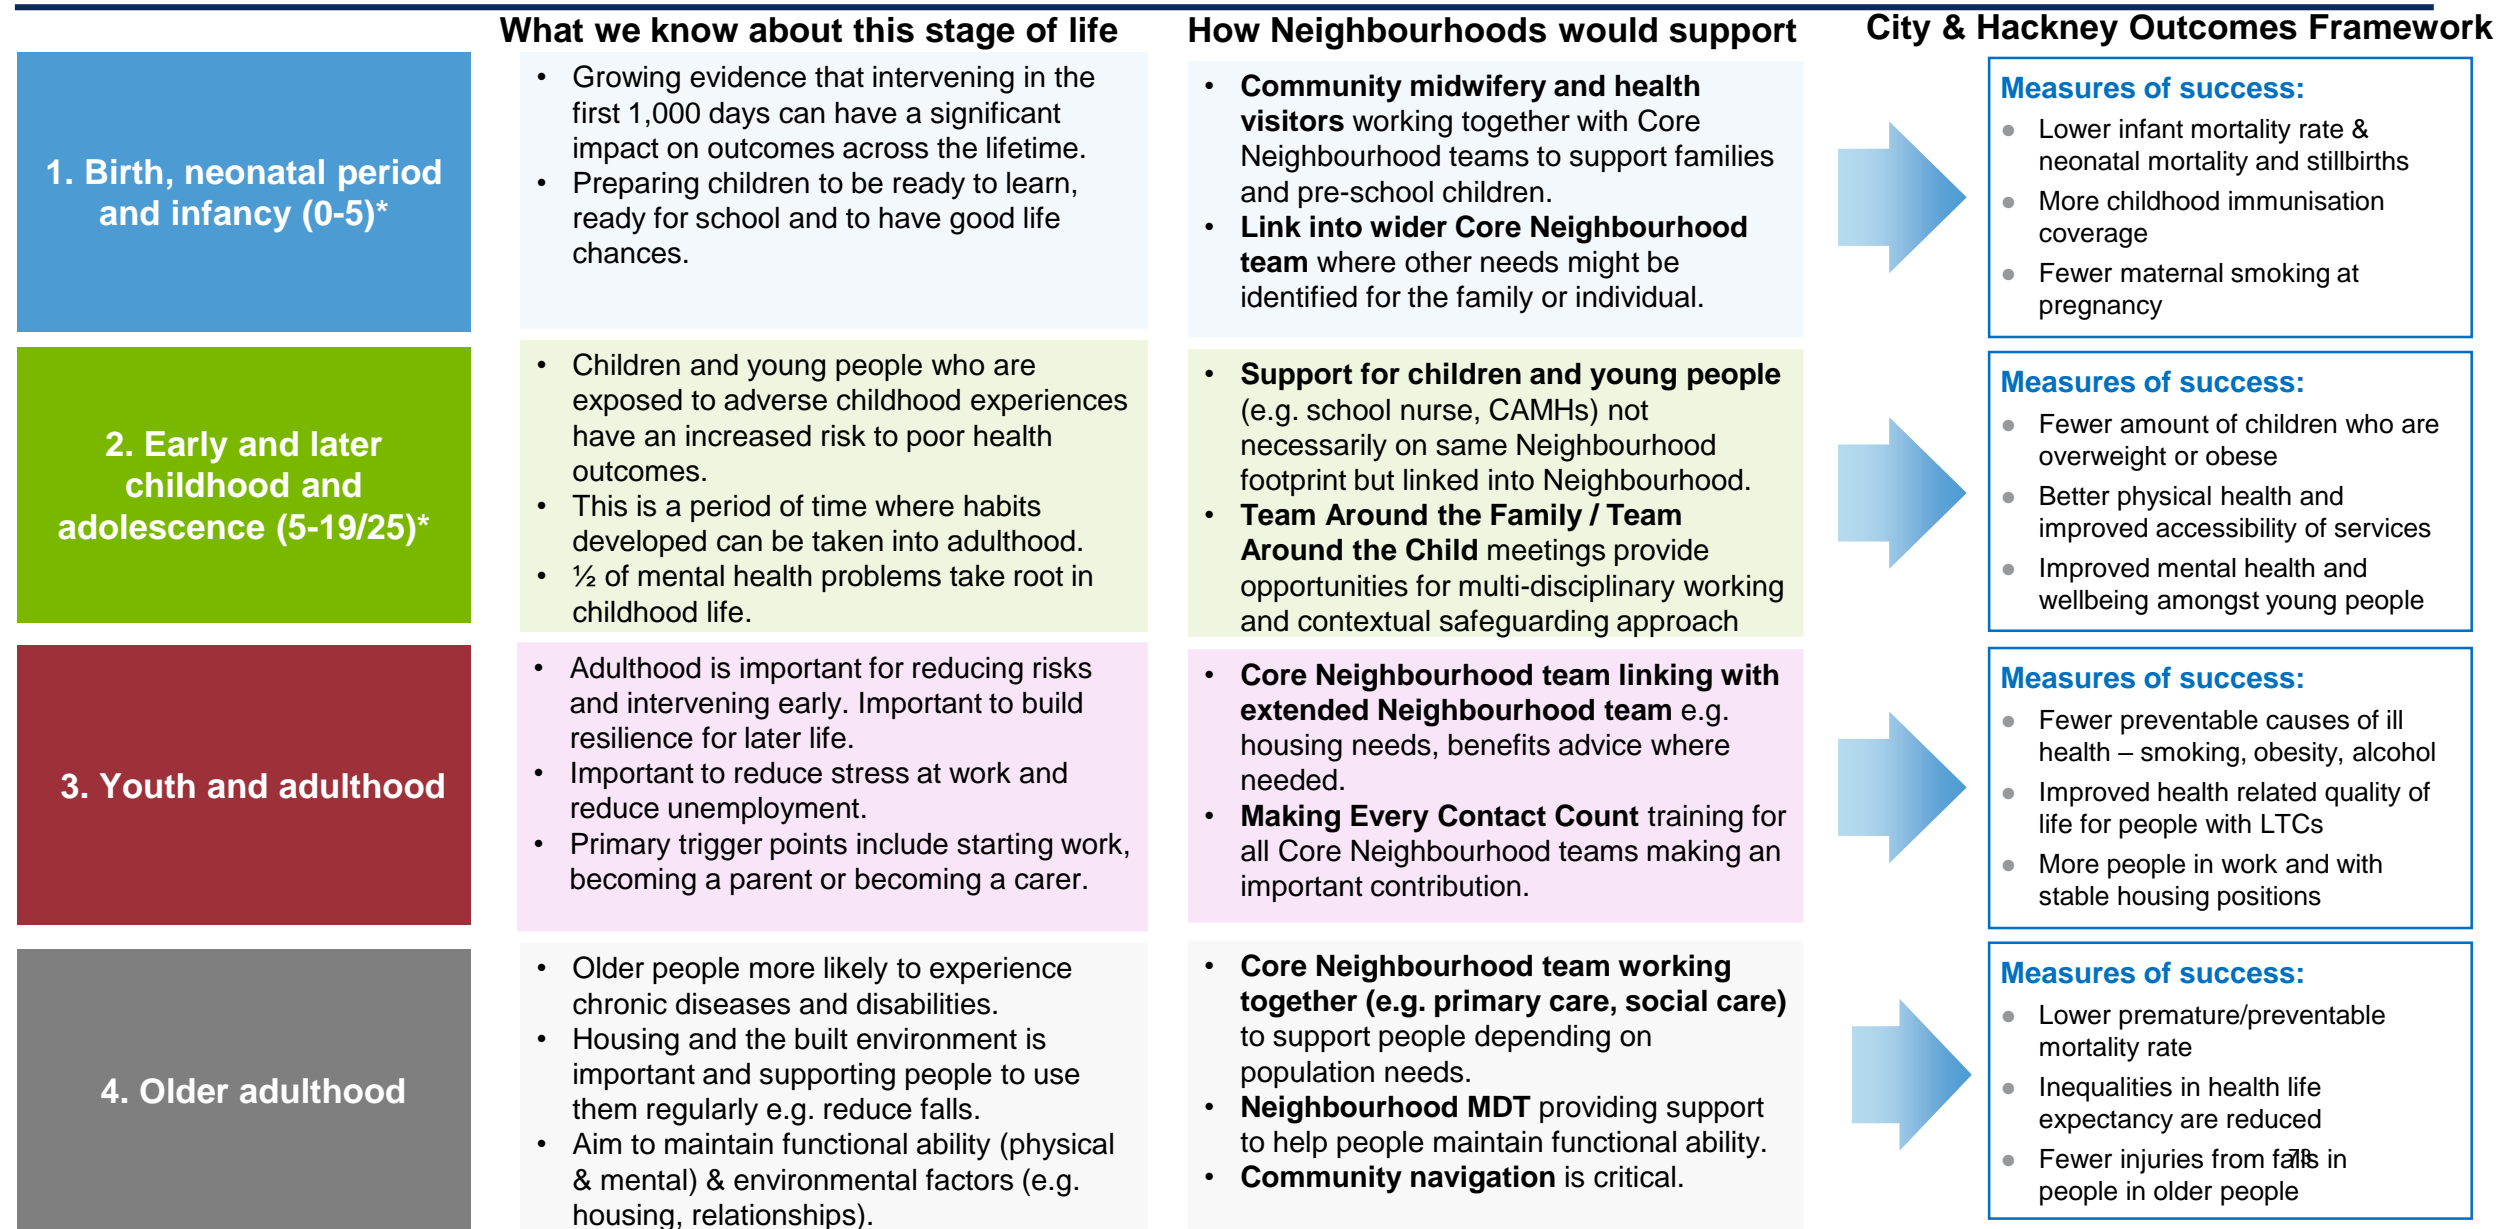 What we know about this stage of life
How Neighbourhoods would support
City & Hackney Outcomes Framework
1. Birth, neonatal period
and infancy (0-5)*
• Growing evidence that intervening in the
first 1,000 days can have a significant
impact on outcomes across the lifetime.
• Preparing children to be ready to learn,
ready for school and to have good life
chances.
• Community midwifery and health
visitors working together with Core
Neighbourhood teams to support families
and pre-school children.
• Link into wider Core Neighbourhood
team where other needs might be
identified for the family or individual.
Measures of success:
● Lower infant mortality rate &
neonatal mortality and stillbirths
● More childhood immunisation
coverage
● Fewer maternal smoking at
pregnancy
2. Early and later
childhood and
adolescence (5-19/25)*
• Children and young people who are
exposed to adverse childhood experiences
have an increased risk to poor health
outcomes.
• This is a period of time where habits
developed can be taken into adulthood.
• ½ of mental health problems take root in
childhood life.
• Support for children and young people
(e.g. school nurse, CAMHs) not
necessarily on same Neighbourhood
footprint but linked into Neighbourhood.
• Team Around the Family / Team
Around the Child meetings provide
opportunities for multi-disciplinary working
and contextual safeguarding approach
Measures of success:
● Fewer amount of children who are
overweight or obese
● Better physical health and
improved accessibility of services
● Improved mental health and
wellbeing amongst young people
3. Youth and adulthood
• Adulthood is important for reducing risks
and intervening early. Important to build
resilience for later life.
• Important to reduce stress at work and
reduce unemployment.
• Primary trigger points include starting work,
becoming a parent or becoming a carer.
• Core Neighbourhood team linking with
extended Neighbourhood team e.g.
housing needs, benefits advice where
needed.
• Making Every Contact Count training for
all Core Neighbourhood teams making an
important contribution.
Measures of success:
● Fewer preventable causes of ill
health – smoking, obesity, alcohol
● Improved health related quality of
life for people with LTCs
● More people in work and with
stable housing positions
4. Older adulthood
• Older people more likely to experience
chronic diseases and disabilities.
• Housing and the built environment is
important and supporting people to use
them regularly e.g. reduce falls.
• Aim to maintain functional ability (physical
& mental) & environmental factors (e.g.
housing, relationships).
• Core Neighbourhood team working
together (e.g. primary care, social care)
to support people depending on
population needs.
• Neighbourhood MDT providing support
to help people maintain functional ability.
• Community navigation is critical.
Measures of success:
● Lower premature/preventable
mortality rate
● Inequalities in health life
expectancy are reduced
● Fewer injuries from falls in
people in older people